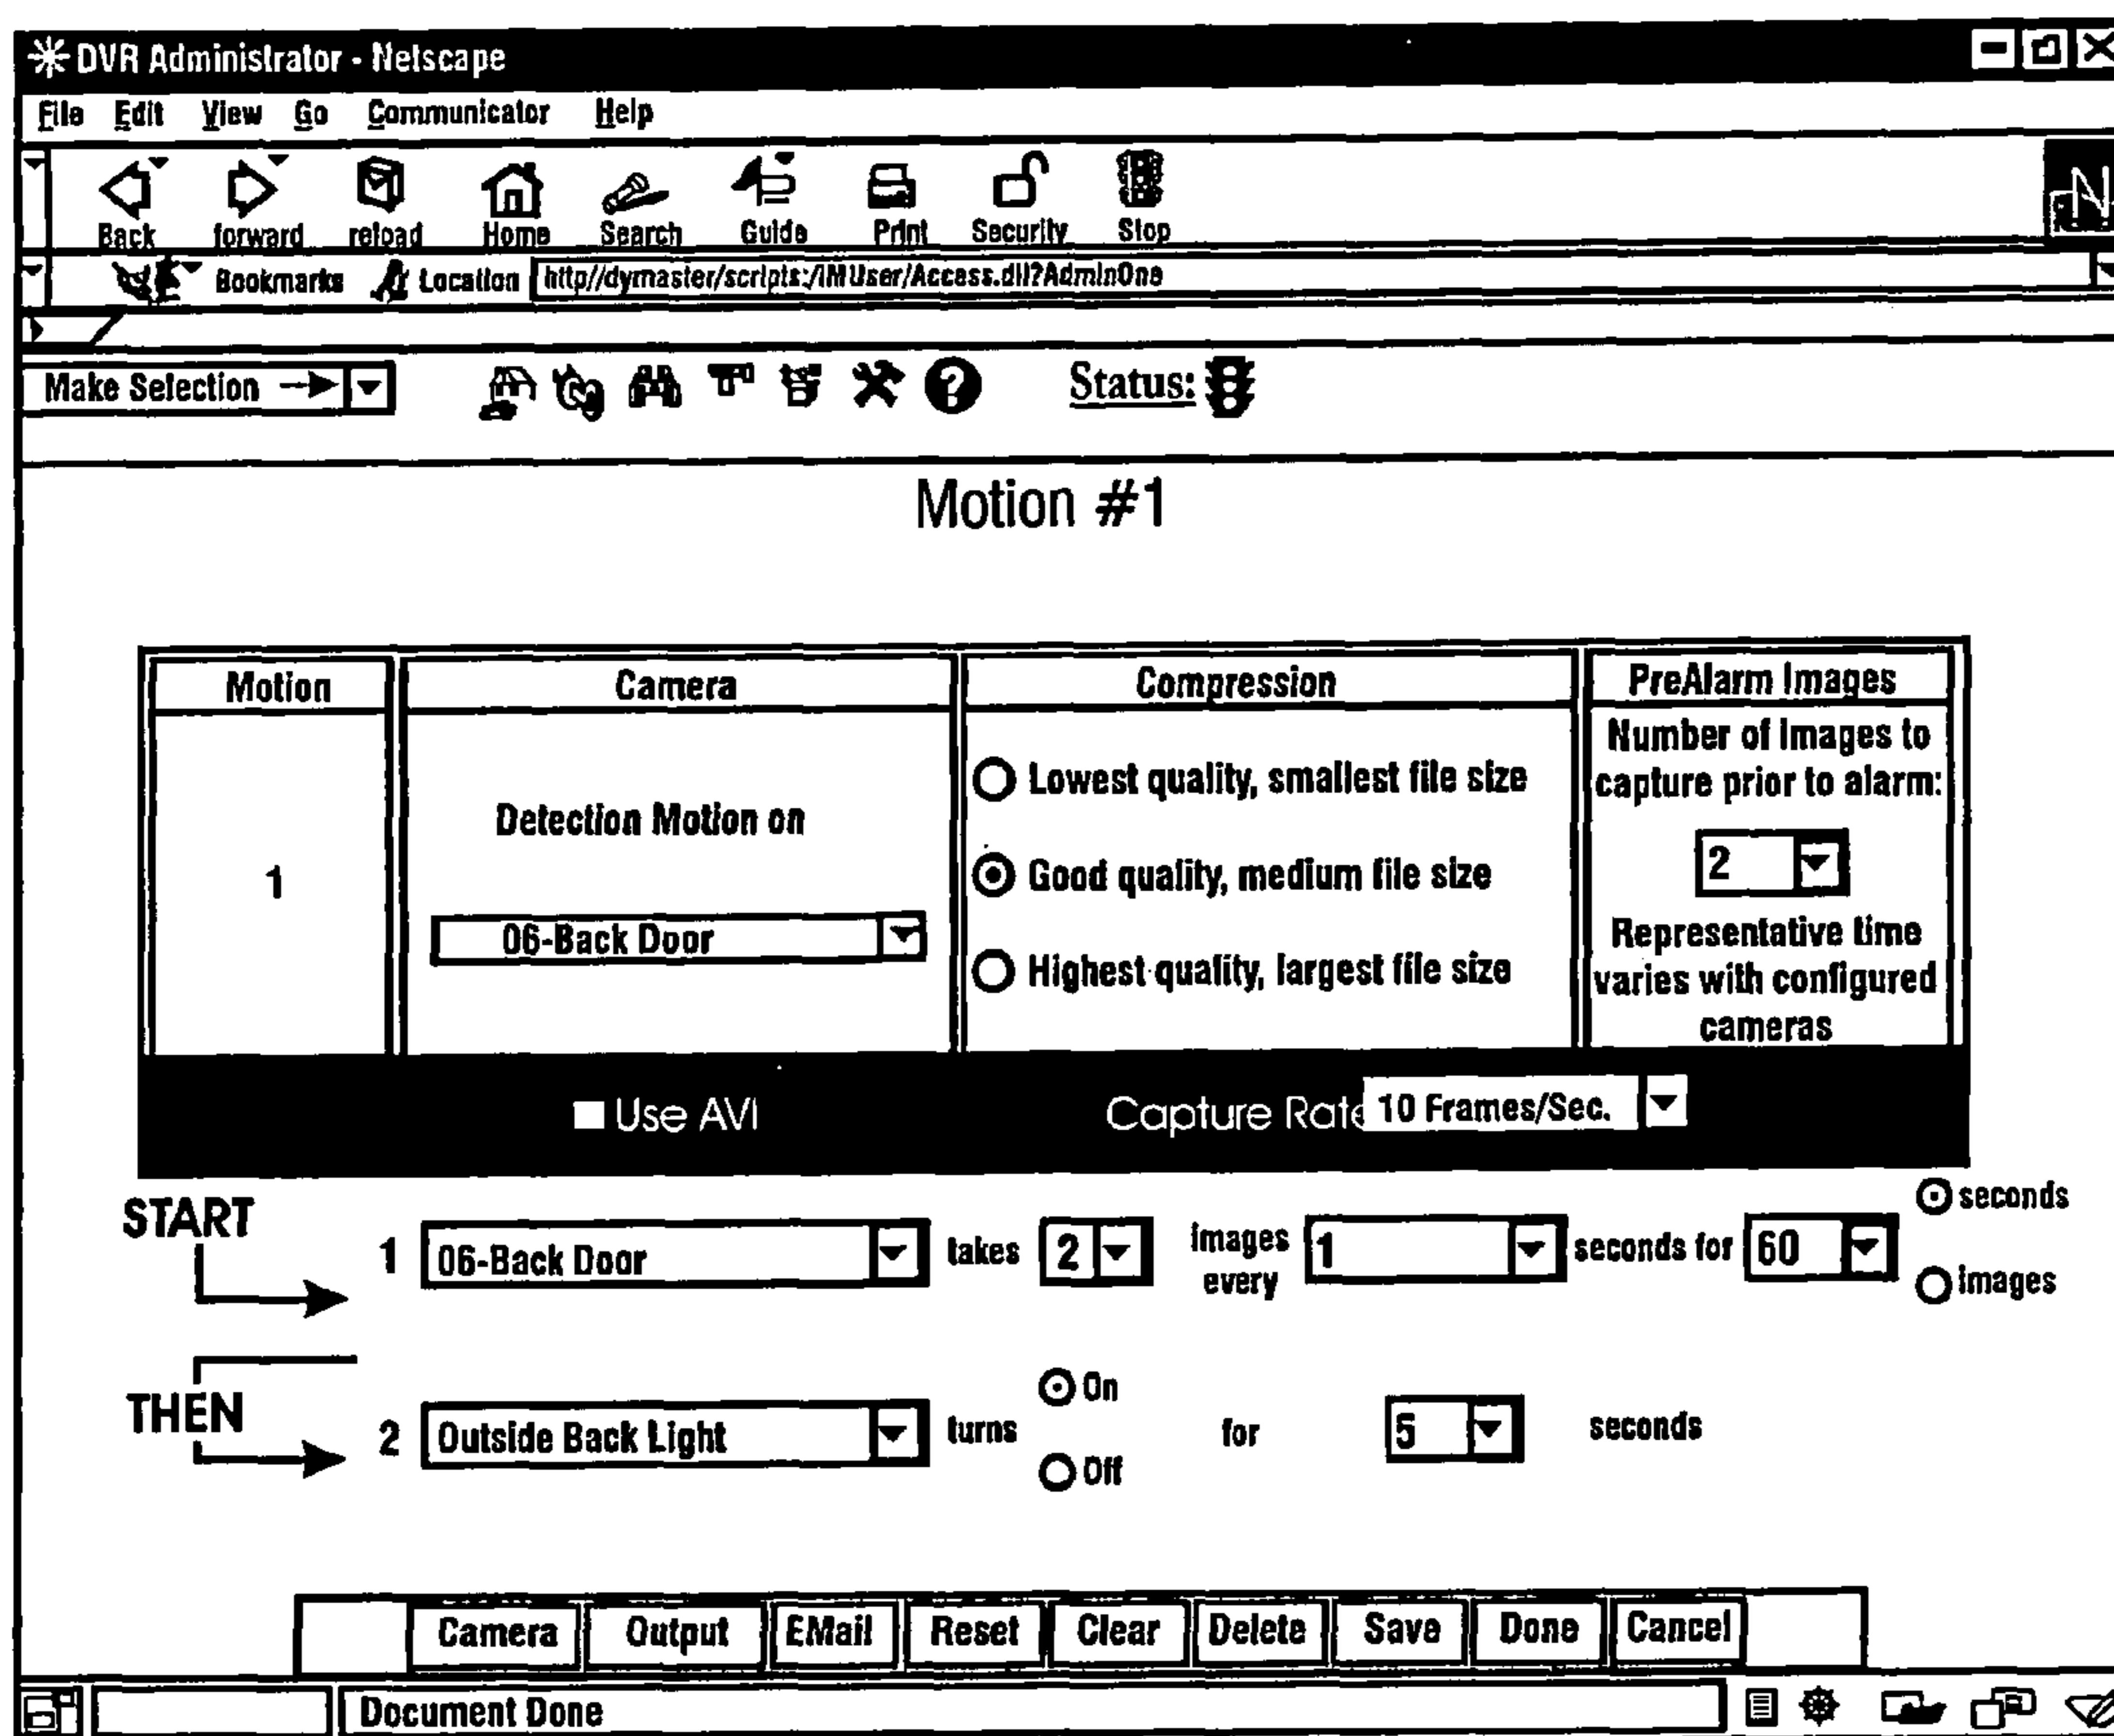 DVR Administrator - Netscape
File Edit View Go Communicator Help
Back forward reload Home Search Guide Print Security Stop
N
Bookmarks Location http//dymaster/scripts:/IMUser/Access.dll?AdminOne
Make Selection ? Status:
Motion #1
Motion Camera Compression PreAlarm Images
Number of images to
capture prior to alarm:
Lowest quality, smallest file size
Detection Motion on
1 Good quality, medium file size 2
06-Back Door
Representative time
varies with configured
cameras
Highest quality, largest file size
Use AVI Capture Rate 10 Frames/Sec.
START
1 06-Back Door takes 2 Images every 1 seconds for 60 seconds
images
THEN
2 Outside Back Light turns On for 5 seconds
Off
Camera Output EMail Reset Clear Delete Save Done Cancel
Document Done